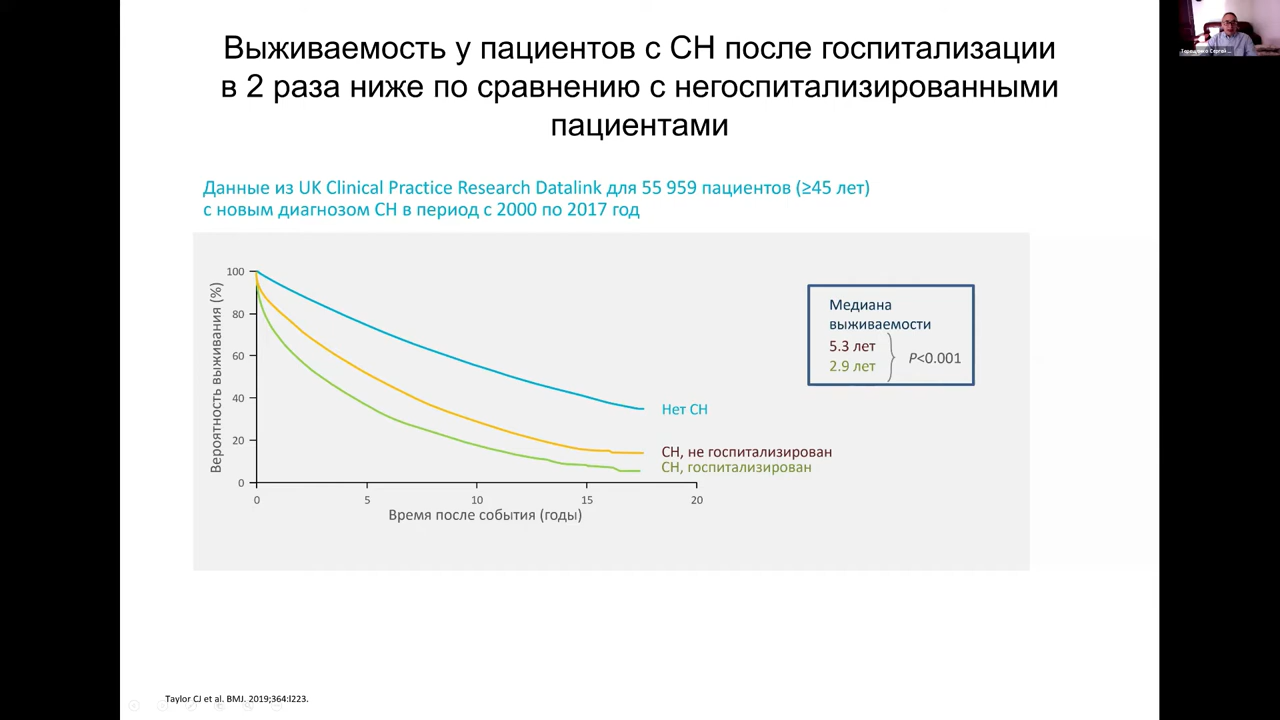 Выживаемость у пациентов с СН после госпитализации
в 2 раза ниже по сравнению с негоспитализированными
пациентами
Терещенко Сергей...
Данные из UK Clinical Practice Research Datalink для 55 959 пациентов (≥45 лет)
с новым диагнозом СН в период с 2000 по 2017 год
Вероятность выживания (%)
100
80
60
40
20
0
0
5
10
15
20
Время после события (годы)
Нет СН
СН, не госпитализирован
СН, госпитализирован
Медиана
выживаемости
5.3 лет
2.9 лет
P<0.001
Taylor CJ et al. BMJ. 2019;364:l223.